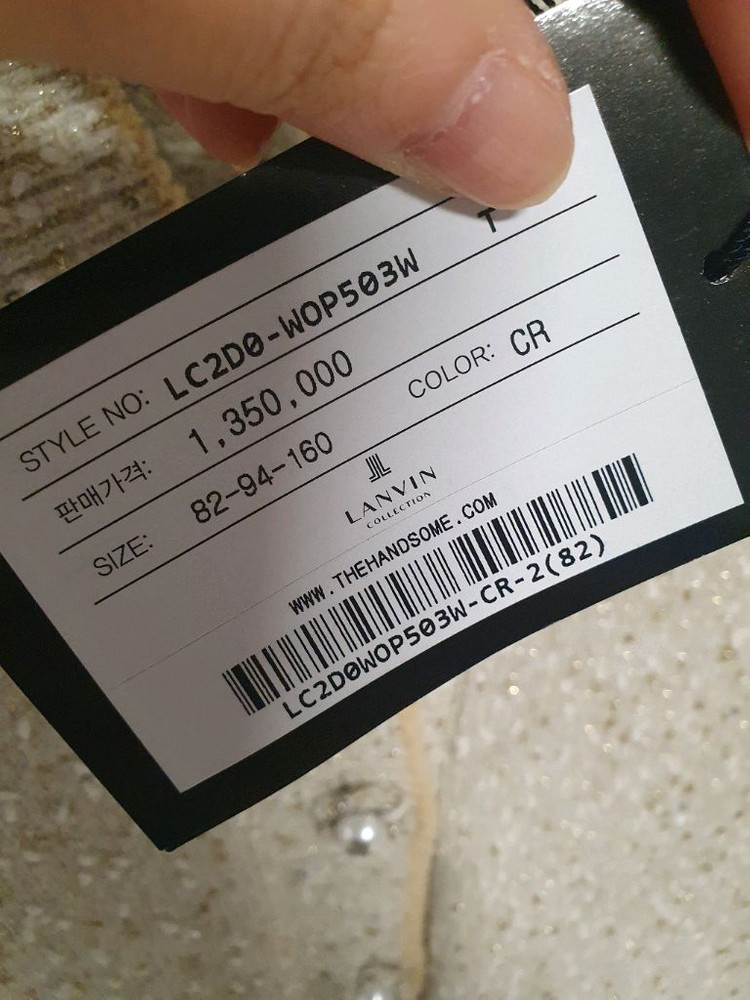 T
STYLE NO: LC2D0-WOP503W
판매가격: 1,350,000
SIZE: 82-94-160 COLOR: CR
LANVIN
COLLECTION
WWW.THEHANDSOME.COM
LC2D0WOP503W-CR-2(82)